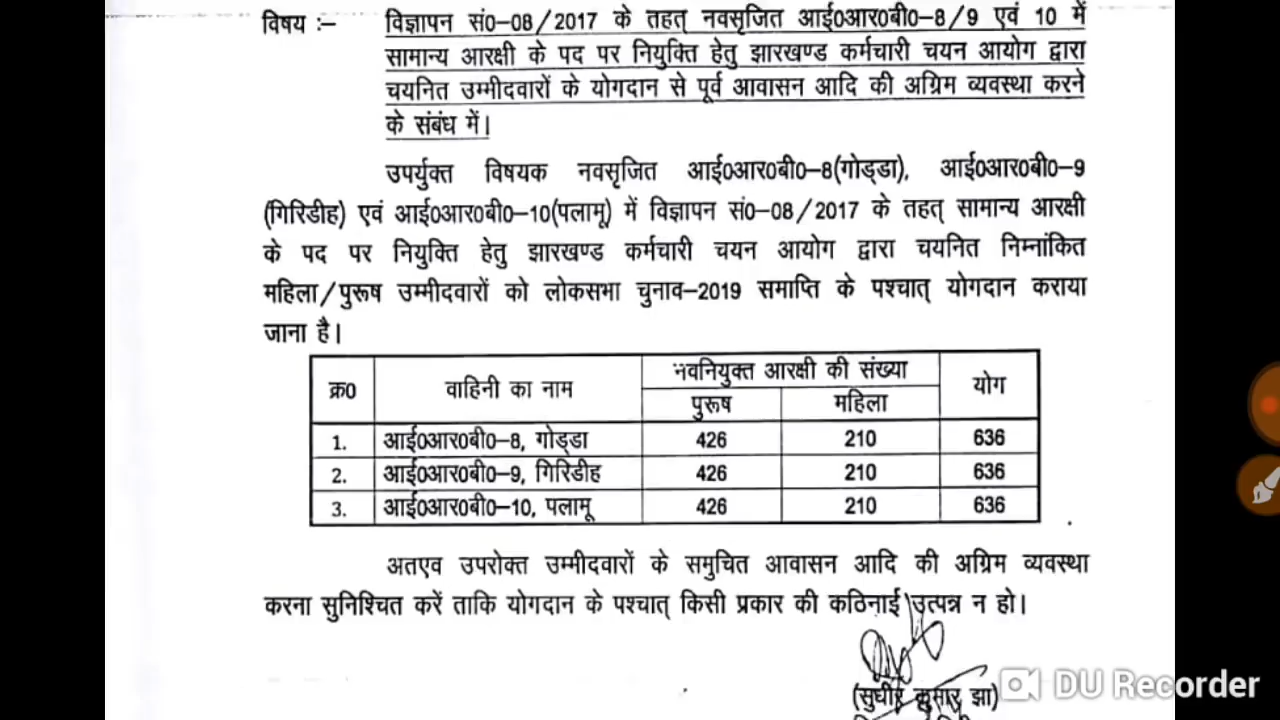 विषय :– विज्ञापन सं0–08/2017 के तहत् नवसृजित आई0आर0बी0–8/9 एवं 10 में
सामान्य आरक्षी के पद पर नियुक्ति हेतु झारखण्ड कर्मचारी चयन आयोग द्वारा
चयनित उम्मीदवारों के योगदान से पूर्व आवासन आदि की अग्रिम व्यवस्था करने
के संबंध में।
उपर्युक्त विषयक नवसृजित आई0आर0बी0–8(गोड्डा), आई0आर0बी0–9
(गिरिडीह) एवं आई0आर0बी0–10(पलामू) में विज्ञापन सं0–08/2017 के तहत् सामान्य आरक्षी
के पद पर नियुक्ति हेतु झारखण्ड कर्मचारी चयन आयोग द्वारा चयनित निम्नांकित
महिला/पुरूष उम्मीदवारों को लोकसभा चुनाव–2019 समाप्ति के पश्चात् योगदान कराया
जाना है।
क्र0 वाहिनी का नाम नवनियुक्त आरक्षी की संख्या योग
पुरूष महिला
1. आई0आर0बी0–8, गोड्डा 426 210 636
2. आई0आर0बी0–9, गिरिडीह 426 210 636
3. आई0आर0बी0–10, पलामू 426 210 636
अतएव उपरोक्त उम्मीदवारों के समुचित आवासन आदि की अग्रिम व्यवस्था
करना सुनिश्चित करें ताकि योगदान के पश्चात् किसी प्रकार की कठिनाई उत्पन्न न हो।
(सुधीर कुमार झा)
DU Recorder